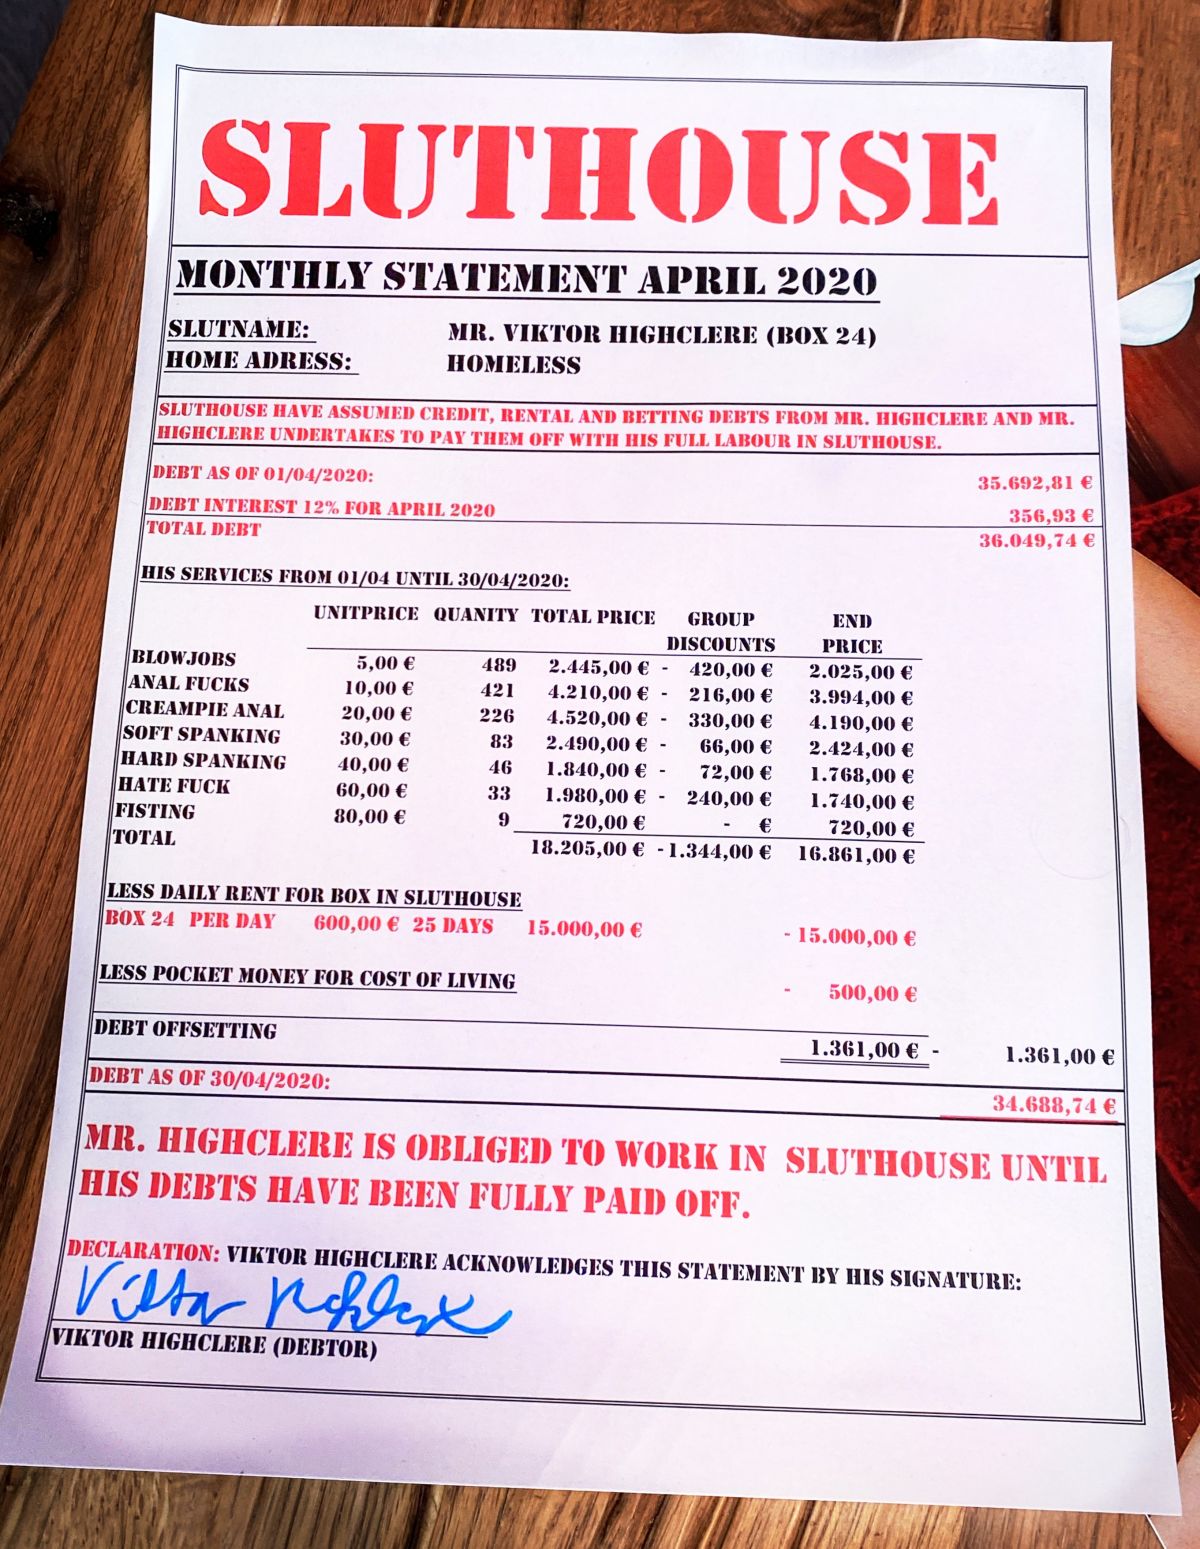 SLUTHOUSE
MONTHLY STATEMENT APRIL 2020
SLUTNAME: MR. VIKTOR HIGHCLERE (BOX 24)
HOME ADRESS: HOMELESS
SLUTHOUSE HAVE ASSUMED CREDIT, RENTAL AND BETTING DEBTS FROM MR. HIGHCLERE AND MR.
HIGHCLERE UNDERTAKES TO PAY THEM OFF WITH HIS FULL LABOUR IN SLUTHOUSE.
DEBT AS OF 01/04/2020: 35.692,81 €
DEBT INTEREST 12% FOR APRIL 2020 356,93 €
TOTAL DEBT 36.049,74 €
HIS SERVICES FROM 01/04 UNTIL 30/04/2020:
UNITPRICE QUANITY TOTAL PRICE GROUP END
DISCOUNTS PRICE
BLOWJOBS 5,00 € 489 2.445,00 € - 420,00 € 2.025,00 €
ANAL FUCKS 10,00 € 421 4.210,00 € - 216,00 € 3.994,00 €
CREAMPIE ANAL 20,00 € 226 4.520,00 € - 330,00 € 4.190,00 €
SOFT SPANKING 30,00 € 83 2.490,00 € - 66,00 € 2.424,00 €
HARD SPANKING 40,00 € 46 1.840,00 € - 72,00 € 1.768,00 €
HATE FUCK 60,00 € 33 1.980,00 € - 240,00 € 1.740,00 €
FISTING 80,00 € 9 720,00 € - € 720,00 €
TOTAL 18.205,00 € - 1.344,00 € 16.861,00 €
LESS DAILY RENT FOR BOX IN SLUTHOUSE
BOX 24 PER DAY 600,00 € 25 DAYS 15.000,00 € - 15.000,00 €
LESS POCKET MONEY FOR COST OF LIVING - 500,00 €
DEBT OFFSETTING 1.361,00 € - 1.361,00 €
DEBT AS OF 30/04/2020: 34.688,74 €
MR. HIGHCLERE IS OBLIGED TO WORK IN SLUTHOUSE UNTIL
HIS DEBTS HAVE BEEN FULLY PAID OFF.
DECLARATION: VIKTOR HIGHCLERE ACKNOWLEDGES THIS STATEMENT BY HIS SIGNATURE:
Viktor Highclere
VIKTOR HIGHCLERE (DEBTOR)